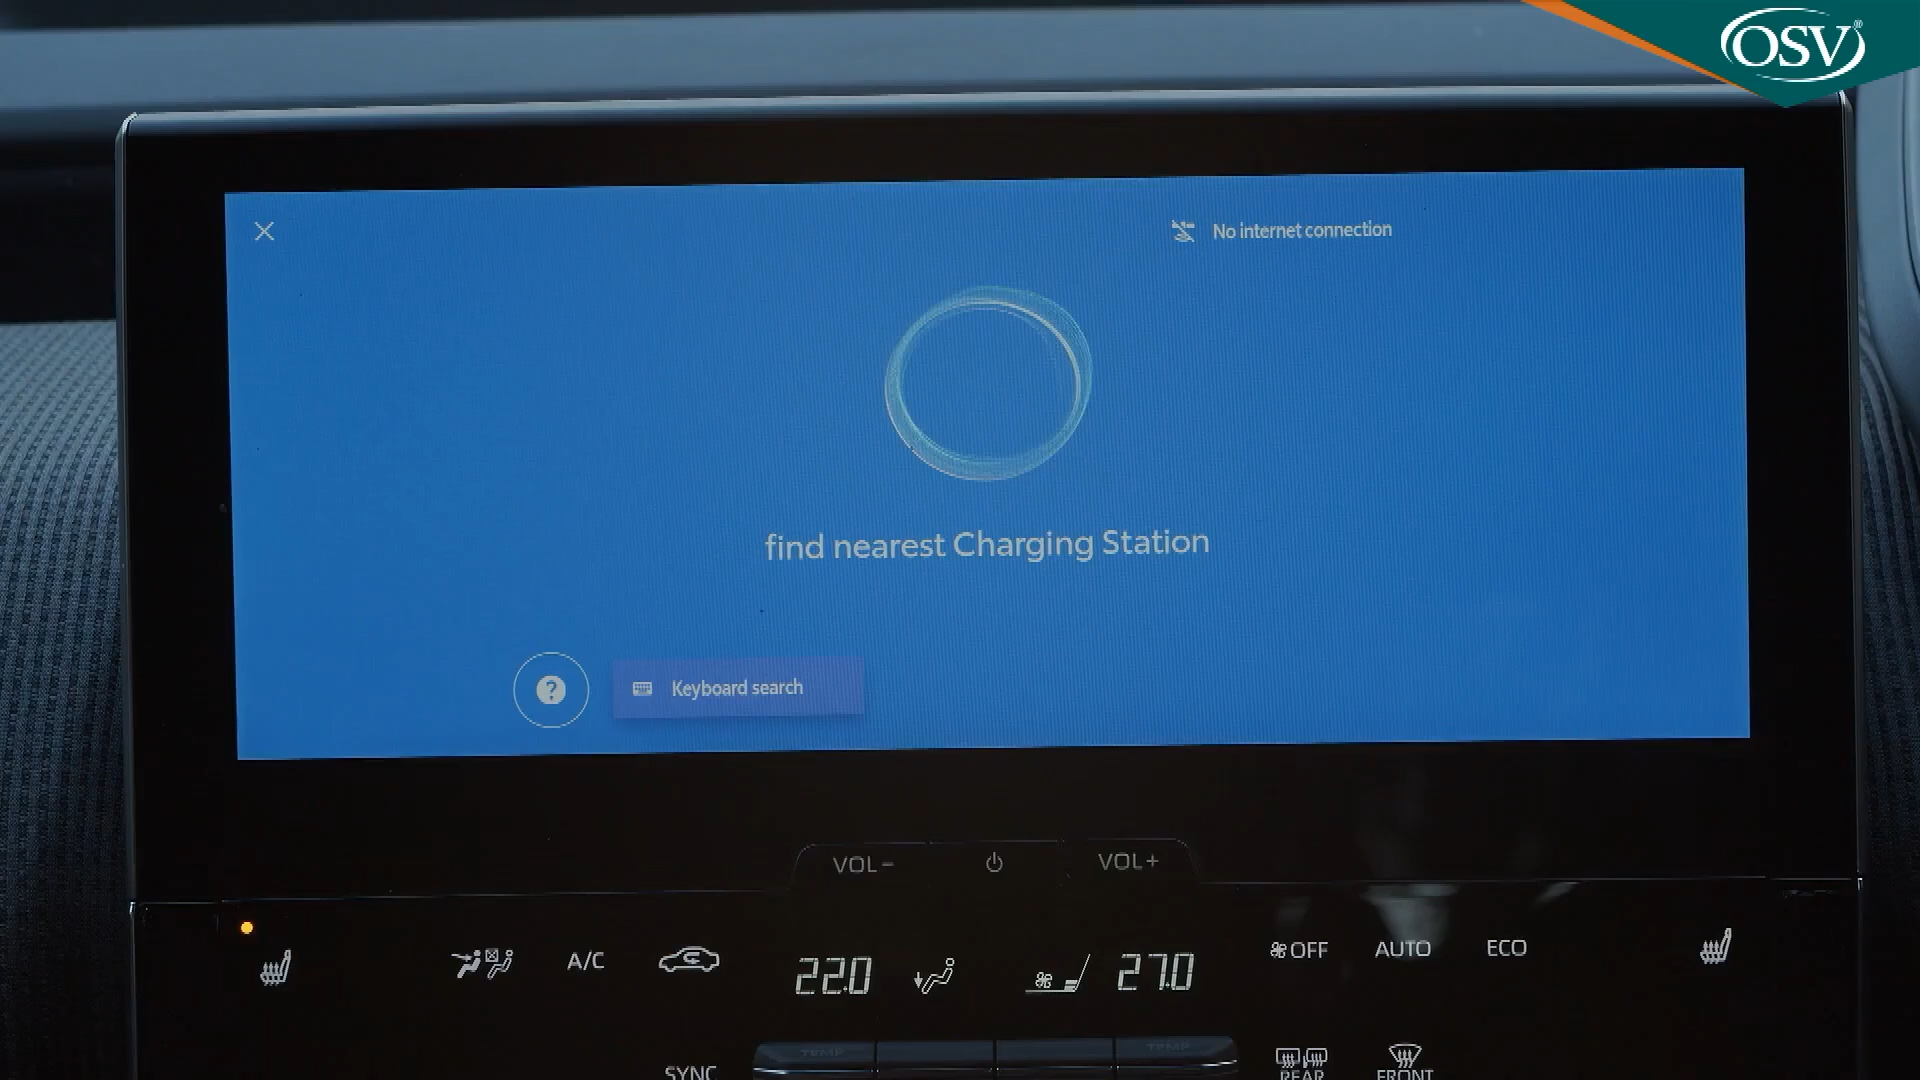 OSV®
No internet connection
find nearest Charging Station
?
Keyboard search
VOL-
VOL+
A/C
22.0
27.0
OFF
AUTO
ECO
TEMP
TEMP
SYNC
REAR
FRONT